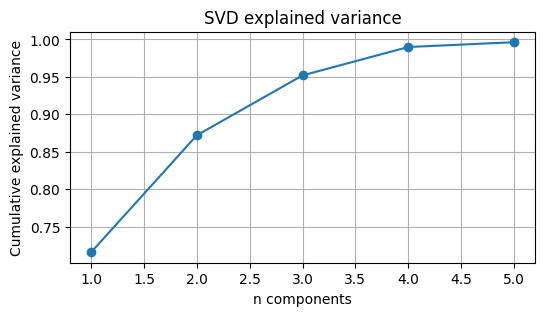 SVD explained variance
Cumulative explained variance
1.00
0.95
0.90
0.85
0.80
0.75
1.0 1.5 2.0 2.5 3.0 3.5 4.0 4.5 5.0
n components